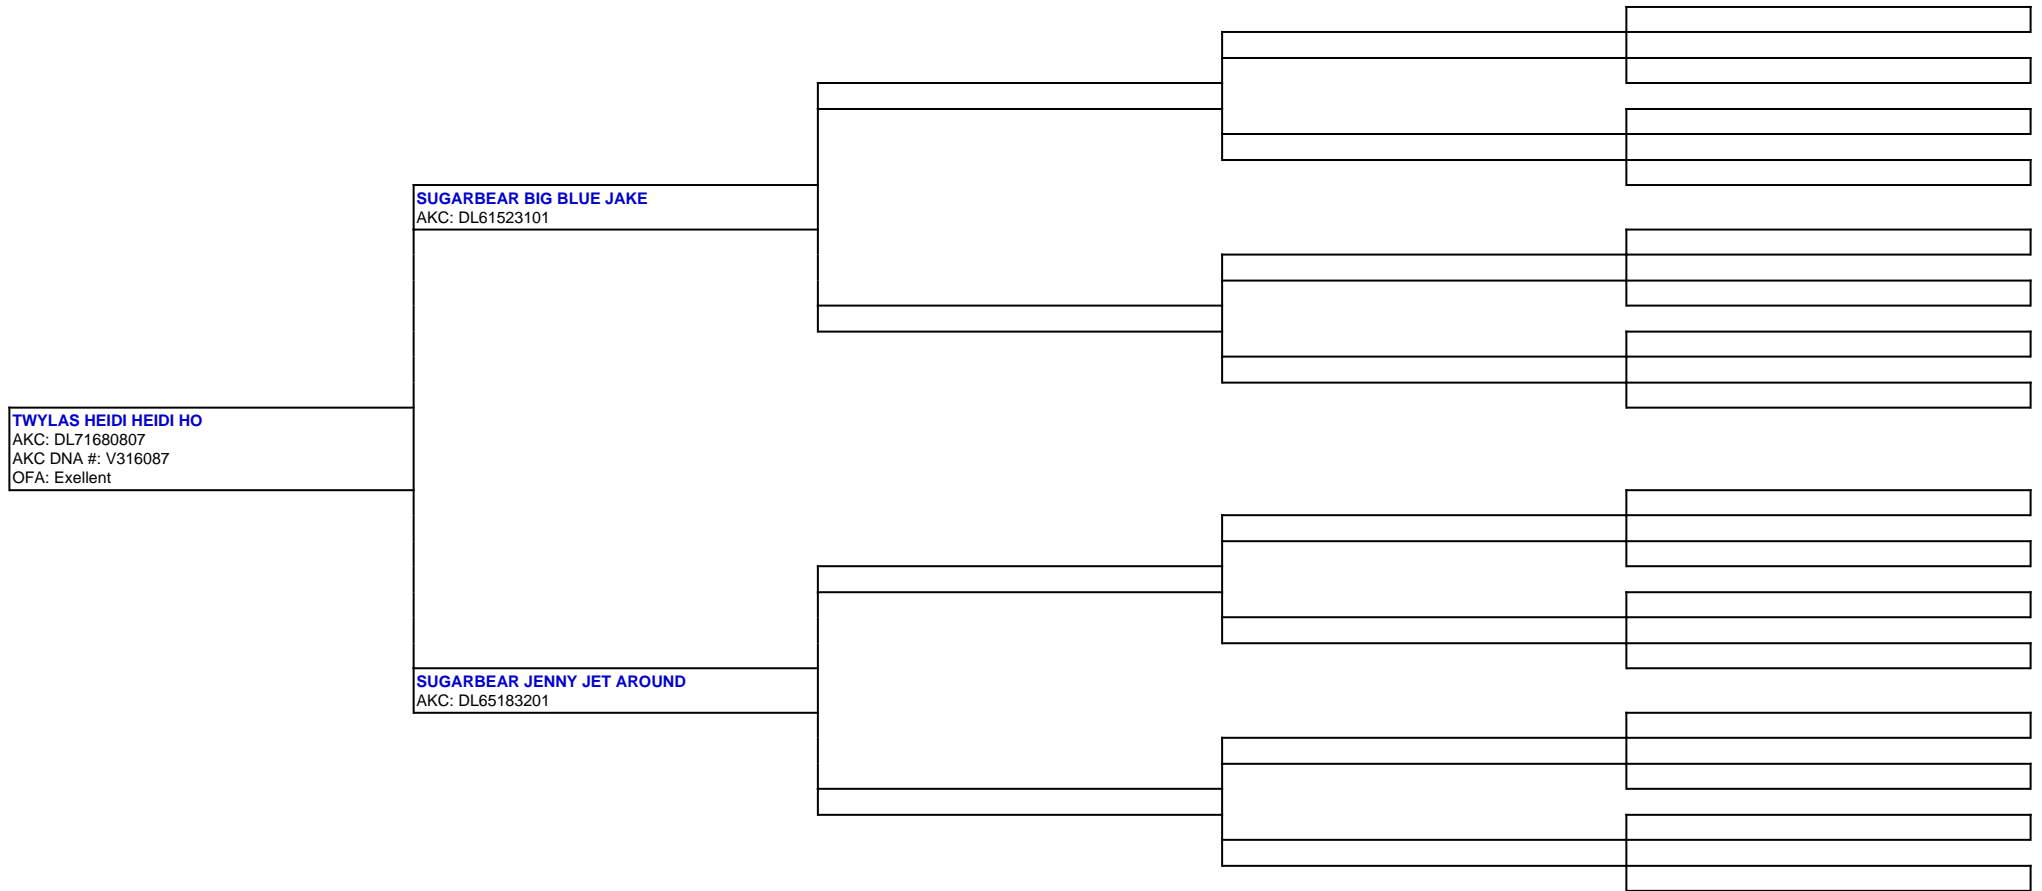 SUGARBEAR BIG BLUE JAKE
AKC: DL61523101
TWYLAS HEIDI HEIDI HO
AKC: DL71680807
AKC DNA #: V316087
OFA: Exellent
SUGARBEAR JENNY JET AROUND
AKC: DL65183201